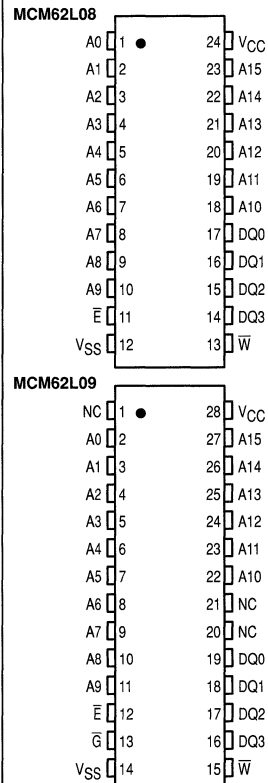 MCM62L08
A0 1 24 VCC
A1 2 23 A15
A2 3 22 A14
A3 4 21 A13
A4 5 20 A12
A5 6 19 A11
A6 7 18 A10
A7 8 17 DQ0
A8 9 16 DQ1
A9 10 15 DQ2
E̅ 11 14 DQ3
VSS 12 13 W̅
MCM62L09
NC 1 28 VCC
A0 2 27 A15
A1 3 26 A14
A2 4 25 A13
A3 5 24 A12
A4 6 23 A11
A5 7 22 A10
A6 8 21 NC
A7 9 20 NC
A8 10 19 DQ0
A9 11 18 DQ1
E̅ 12 17 DQ2
G̅ 13 16 DQ3
VSS 14 15 W̅